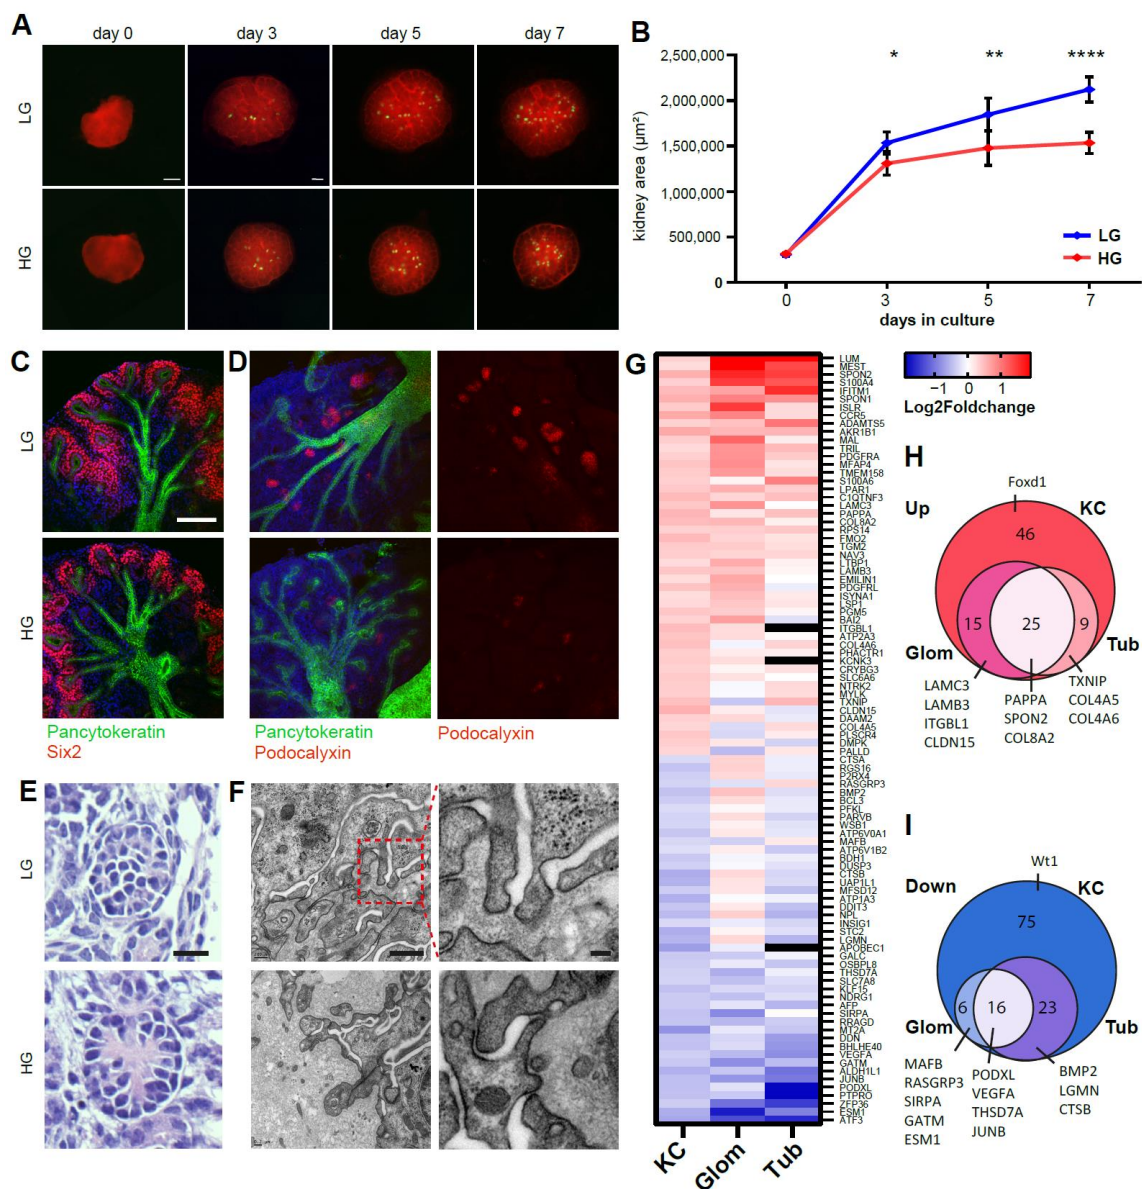 A
day 0
day 3
day 5
day 7
LG
HG
B
* ** ****
2,500,000
2,000,000
1,500,000
1,000,000
500,000
0
kidney area (µm²)
LG
HG
0
3
5
7
days in culture
C
D
LG
HG
Pancytokeratin
Six2
Pancytokeratin
Podocalyxin
Podocalyxin
E
F
LG
HG
G
LUM
MEST
SPON2
S100A4
IFITM1
SPON1
ISLR
CCR5
ADAMTS5
AKR1B1
MAL
TRIL
PDGFRA
MFAP4
TMEM158
S100A6
LPAR1
C1QTNF3
LAMC3
PAPPA
COL8A2
RPS14
FMO2
TGM2
NAV3
LTBP1
LAMB3
EMILIN1
PDGFRL
ISYNA1
LSP1
PGM5
BAI2
ITGBL1
ATP2A3
COL4A6
PHACTR1
KCNK3
CRYBG3
SLC6A6
NTRK2
MYLK
TXNIP
CLDN15
DAAM2
COL4A5
PLSCR4
DMPK
PALLD
CTSA
RGS16
P2RX4
RASGRP3
BMP2
BCL3
PFKL
PARVB
WSB1
ATP6V0A1
MAFB
ATP6V1B2
BDH1
DUSP3
CTSB
UAP1L1
MFSD12
ATP1A3
DDIT3
NPL
INSIG1
STC2
LGMN
APOBEC1
GALC
OSBPL8
THSD7A
SLC7A8
KLF15
NDRG1
AFP
SIRPA
RRAGD
MT2A
DDN
BHLHE40
VEGFA
GATM
ALDH1L1
JUNB
PODXL
PTPRO
ZFP36
ESM1
ATF3
KC
Glom
Tub
−1 0 1
Log2Foldchange
H
Foxd1
Up
KC
46
15
25
9
Glom
Tub
LAMC3
LAMB3
ITGBL1
CLDN15
PAPPA
SPON2
COL8A2
TXNIP
COL4A5
COL4A6
I
Wt1
Down
KC
75
6
16
23
Glom
Tub
MAFB
RASGRP3
SIRPA
GATM
ESM1
PODXL
VEGFA
THSD7A
JUNB
BMP2
LGMN
CTSB